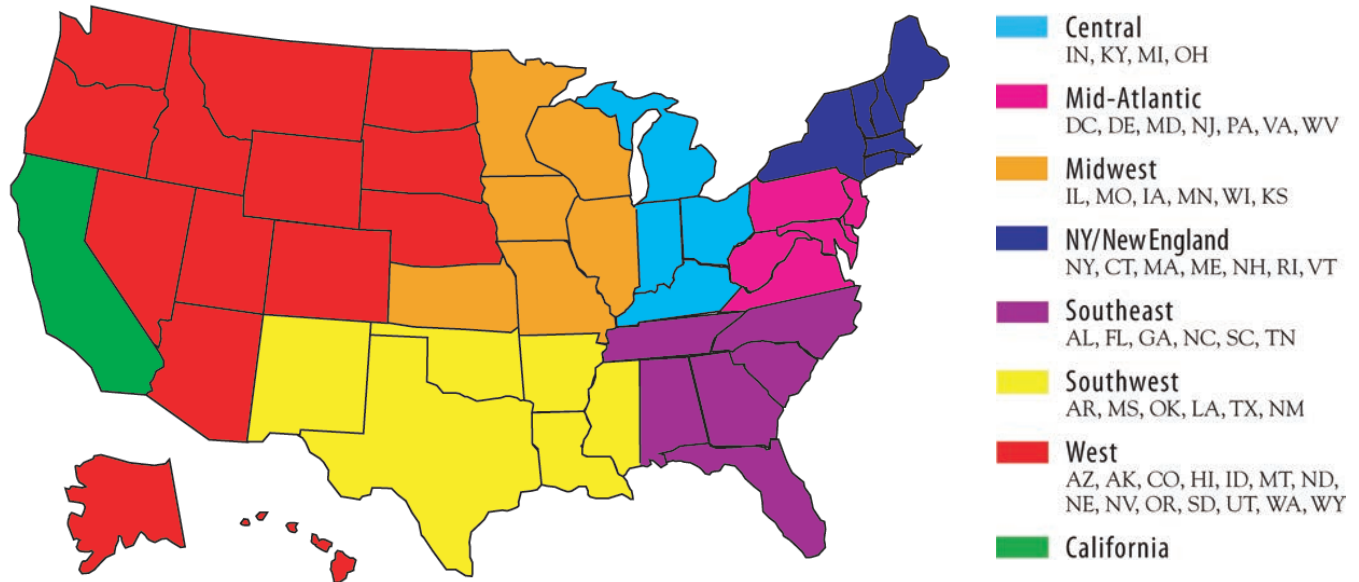 Central
IN, KY, MI, OH
Mid-Atlantic
DC, DE, MD, NJ, PA, VA, WV
Midwest
IL, MO, IA, MN, WI, KS
NY/NewEngland
NY, CT, MA, ME, NH, RI, VT
Southeast
AL, FL, GA, NC, SC, TN
Southwest
AR, MS, OK, LA, TX, NM
West
AZ, AK, CO, HI, ID, MT, ND,
NE, NV, OR, SD, UT, WA, WY
California